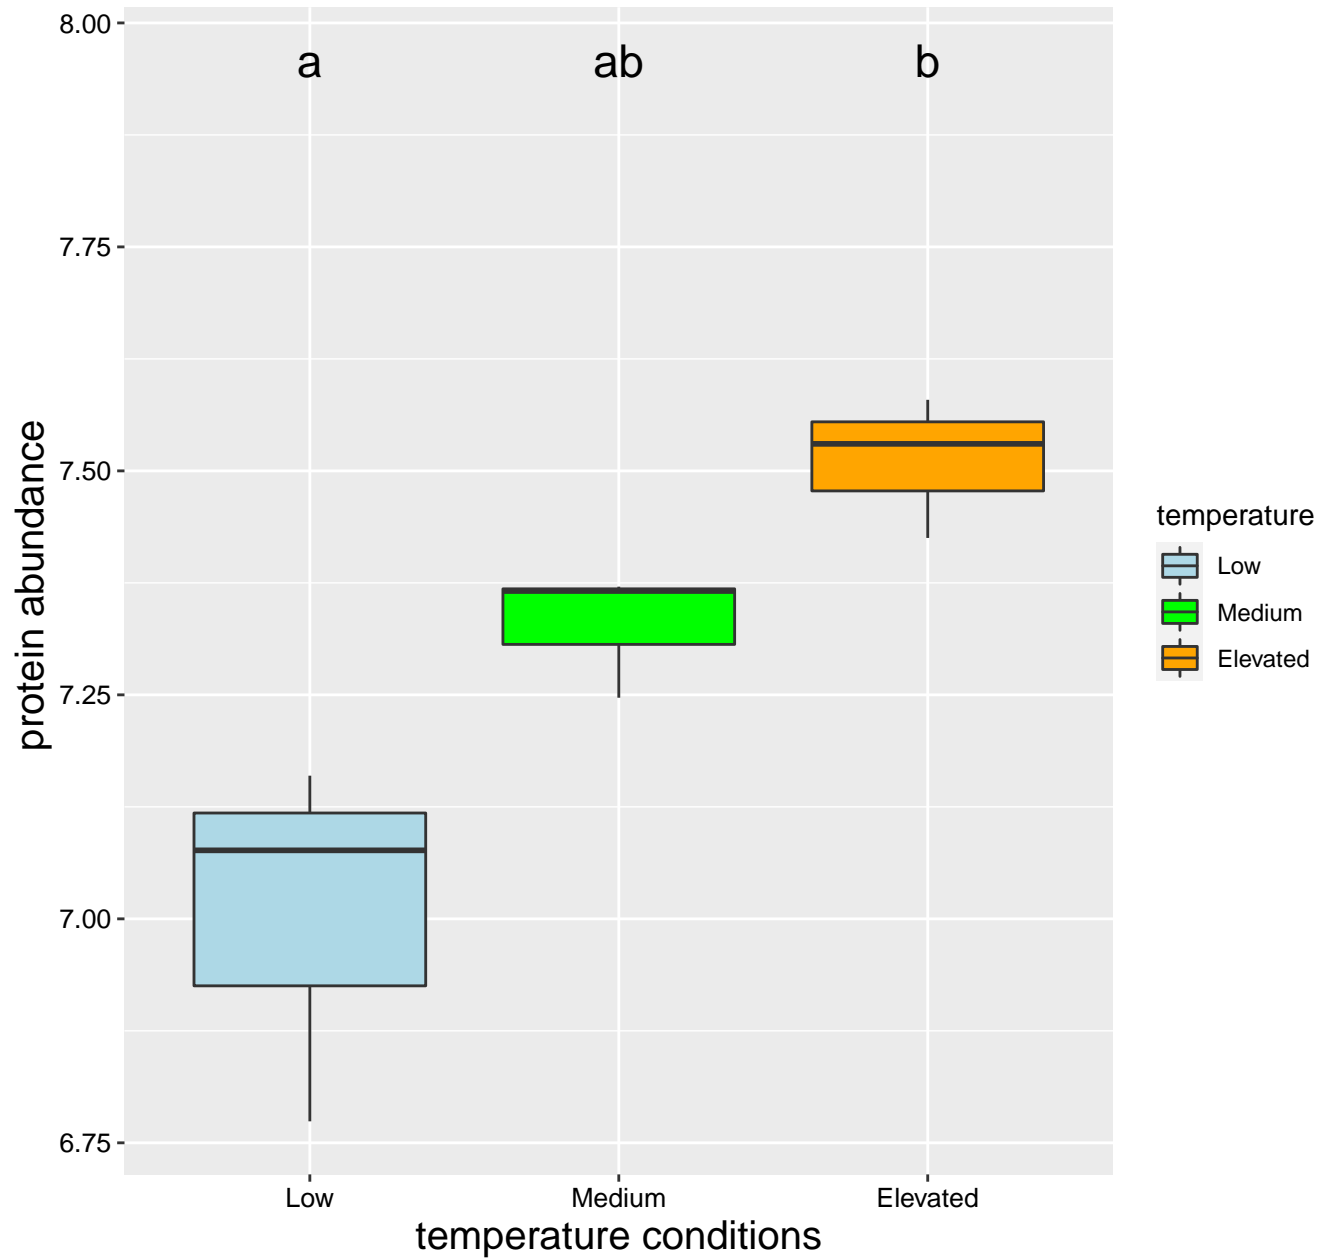 8.00
7.75
7.50
7.25
7.00
6.75
protein abundance
a ab b
Low Medium Elevated
temperature conditions
temperature
Low
Medium
Elevated